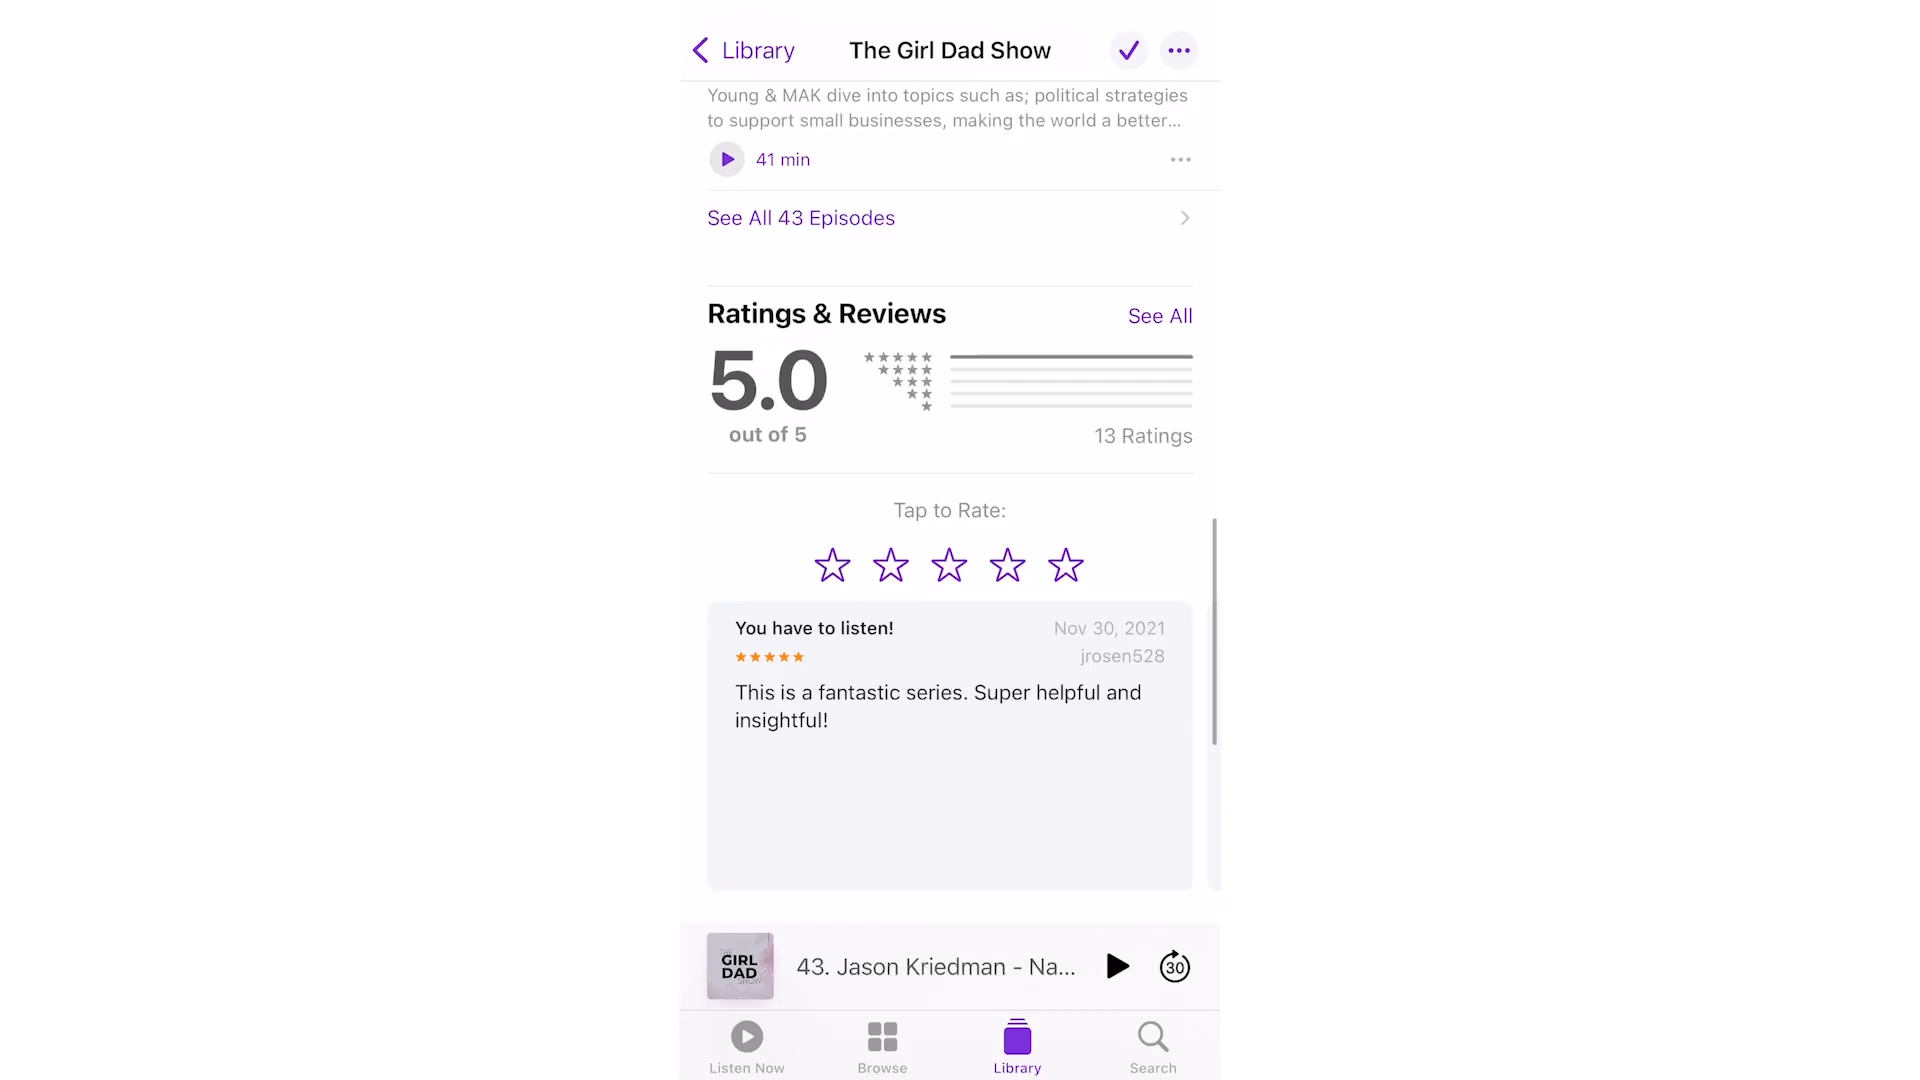 Library
The Girl Dad Show
Young & MAK dive into topics such as; political strategies
to support small businesses, making the world a better...
41 min
See All 43 Episodes
Ratings & Reviews
See All
5.0
out of 5
13 Ratings
Tap to Rate:
You have to listen!
Nov 30, 2021
jrosen528
This is a fantastic series. Super helpful and
insightful!
THE
GIRL
DAD
SHOW
43. Jason Kriedman - Na...
30
Listen Now
Browse
Library
Search